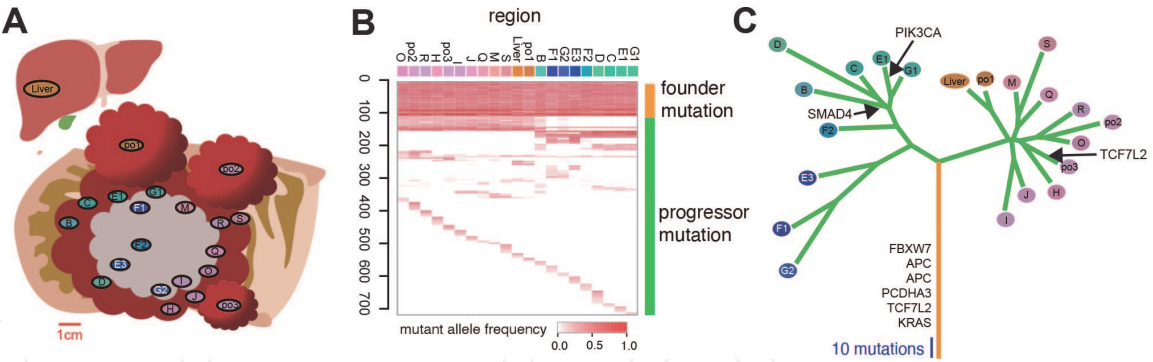 A
Liver
po1
po2
G1
E1
C
F1
M
B
R
S
F2
Q
E3
O
D
I
G2
J
H
po3
1cm
B
region
O po2 R H po3 I J Q M S Liver po1 B F1 G2 E3 F2 D C E1 G1
0
100
200
300
400
500
600
700
founder
mutation
progressor
mutation
mutant allele frequency
0.0 0.5 1.0
C
PIK3CA
D
S
E1
C
G1
Liver
po1
M
B
Q
SMAD4
R
po2
F2
O
TCF7L2
po3
E3
J
H
I
F1
G2
FBXW7
APC
APC
PCDHA3
TCF7L2
KRAS
10 mutations